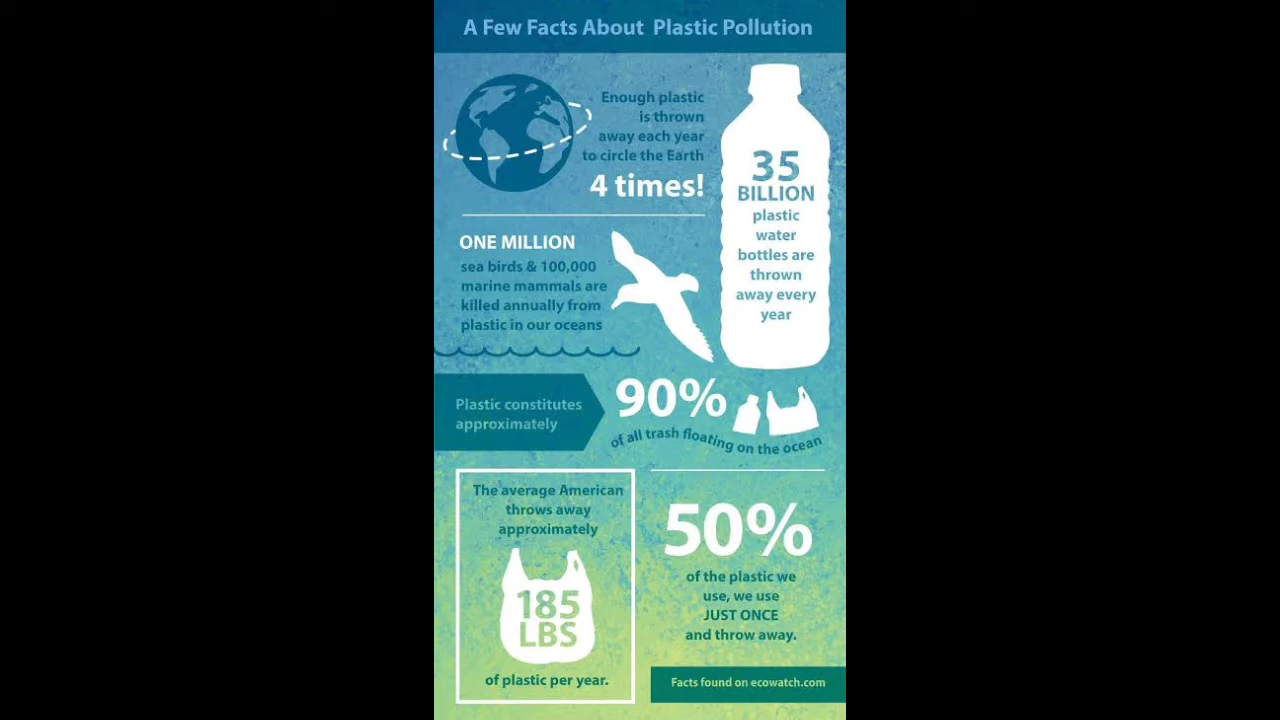 A Few Facts About Plastic Pollution
Enough plastic
is thrown
away each year
to circle the Earth
4 times!
35
BILLION
plastic
water
bottles are
thrown
away every
year
ONE MILLION
sea birds & 100,000
marine mammals are
killed annually from
plastic in our oceans
Plastic constitutes
approximately
90%
of all trash floating on the ocean
The average American
throws away
approximately
185
LBS
of plastic per year.
50%
of the plastic we
use, we use
JUST ONCE
and throw away.
Facts found on ecowatch.com